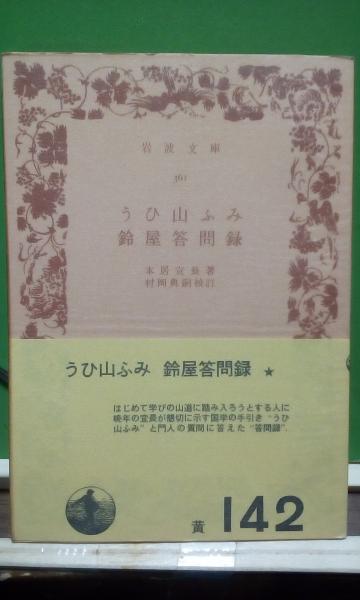 岩波文庫
361
うひ山ふみ
鈴屋答問録
本居宣長著
村岡典嗣校訂
うひ山ふみ 鈴屋答問録 ★
はじめて学びの山道に踏み入ろうとする人に
晩年の宣長が懇切に示す国学の手引き“うひ
山ふみ”と門人の質問に答えた“答問録”.
黄 142